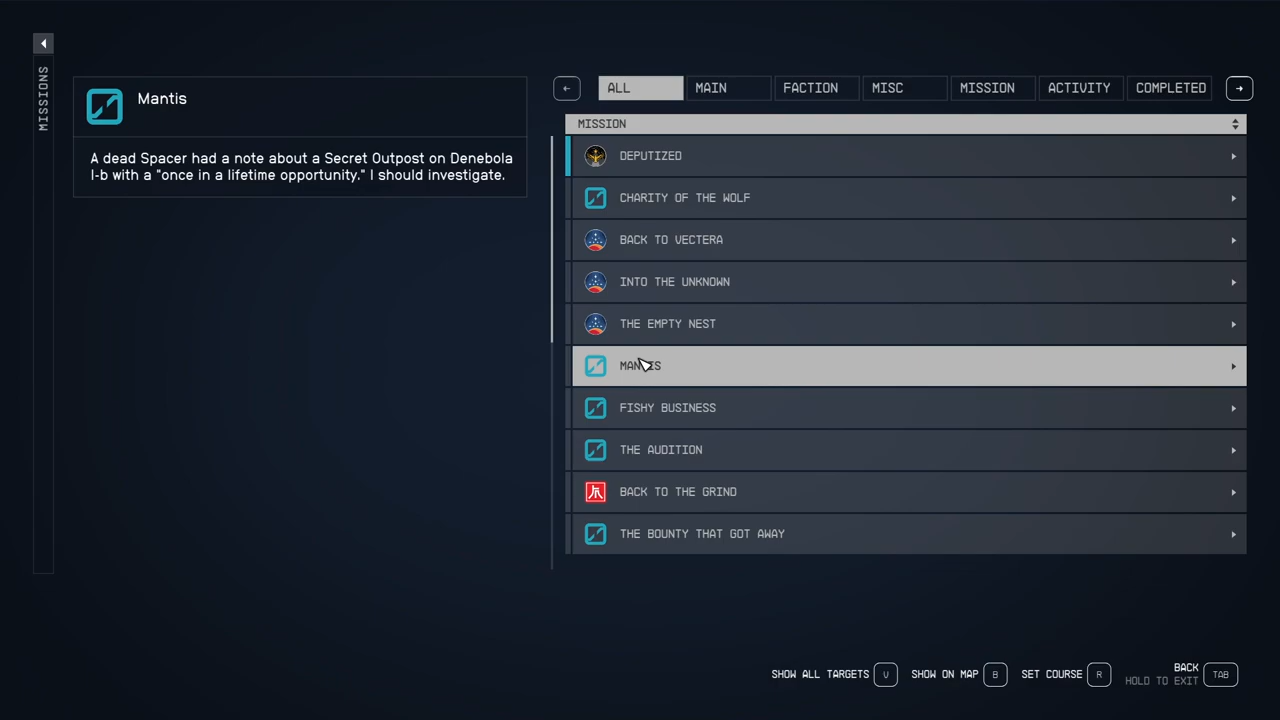 MISSIONS
Mantis
A dead Spacer had a note about a Secret Outpost on Denebola
I-b with a "once in a lifetime opportunity." I should investigate.
ALL MAIN FACTION MISC MISSION ACTIVITY COMPLETED
MISSION
DEPUTIZED
CHARITY OF THE WOLF
BACK TO VECTERA
INTO THE UNKNOWN
THE EMPTY NEST
MANTIS
FISHY BUSINESS
THE AUDITION
BACK TO THE GRIND
THE BOUNTY THAT GOT AWAY
SHOW ALL TARGETS V SHOW ON MAP B SET COURSE R BACK TAB
HOLD TO EXIT